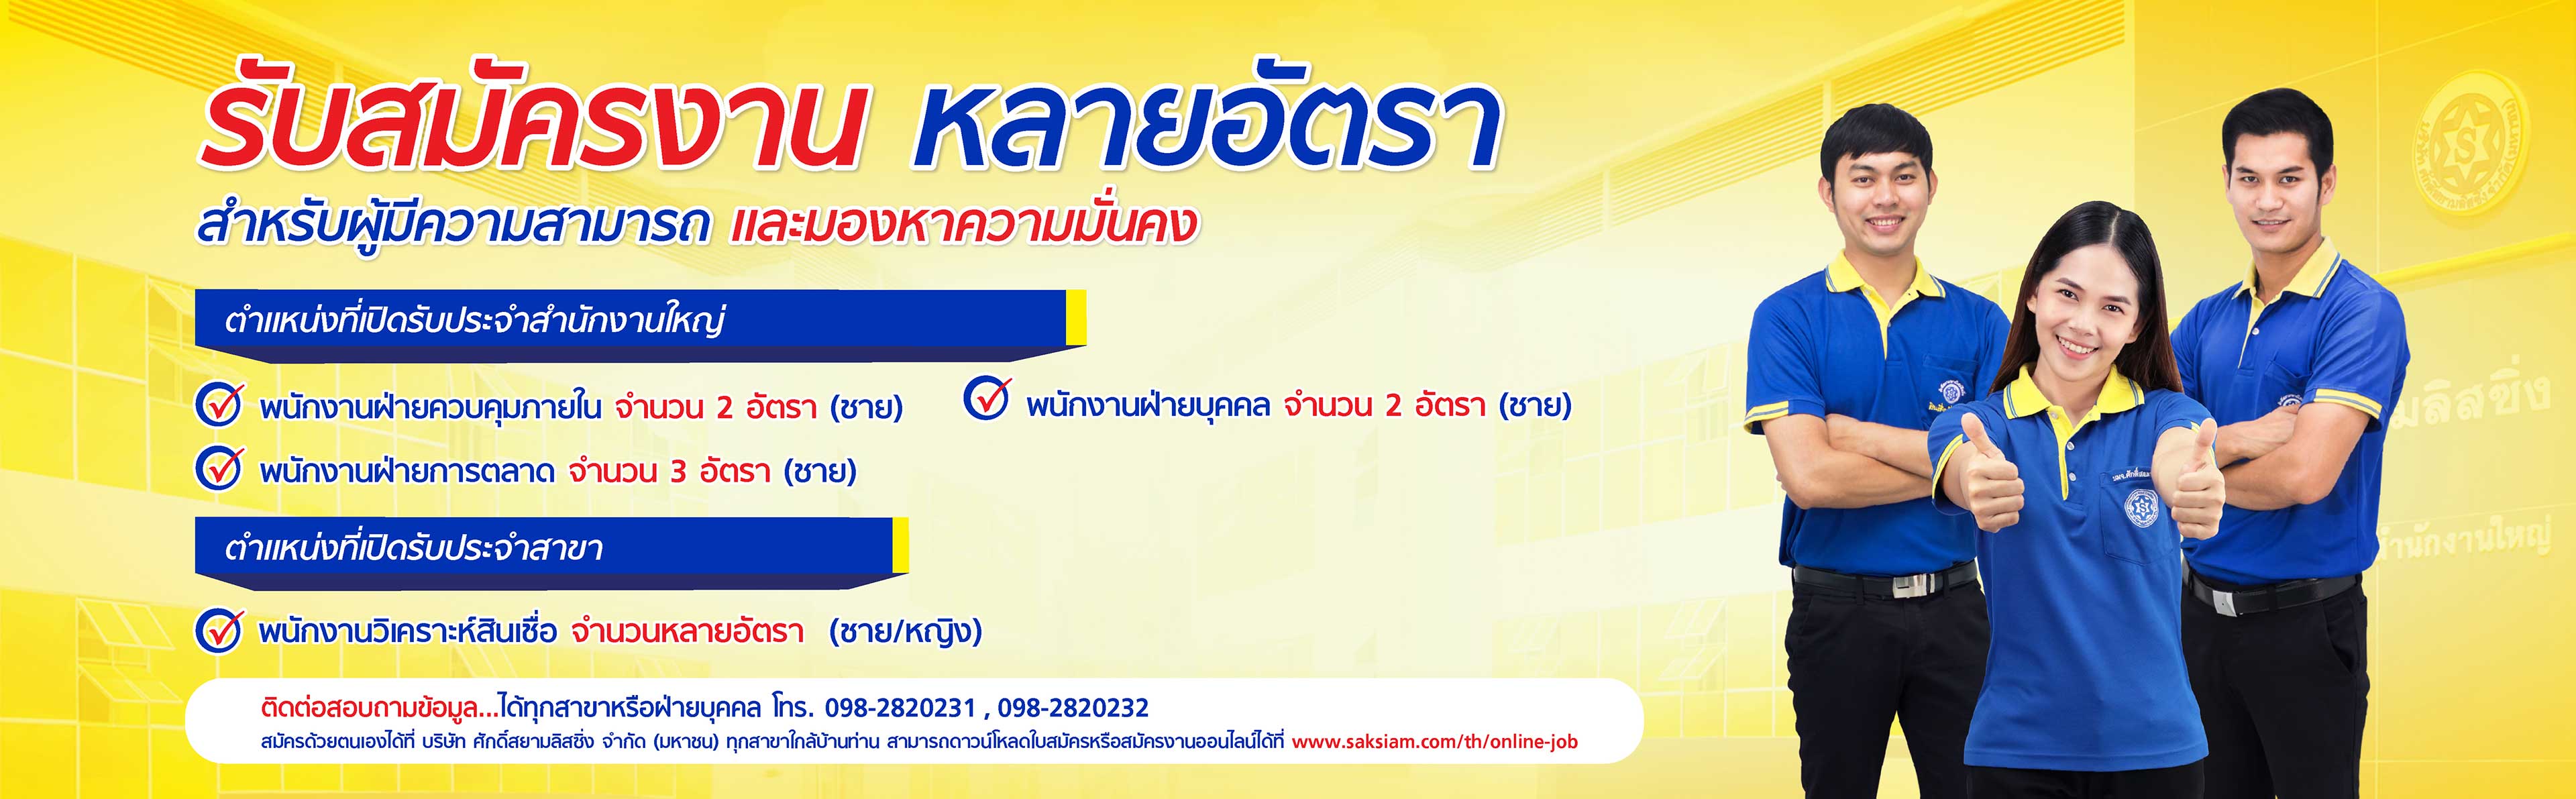 รับสมัครงาน หลายอัตรา
สำหรับผู้มีความสามารถ และมองหาความมั่นคง
ตำแหน่งที่เปิดรับประจำสำนักงานใหญ่
พนักงานฝ่ายควบคุมภายใน จำนวน 2 อัตรา (ชาย)
พนักงานฝ่ายบุคคล จำนวน 2 อัตรา (ชาย)
พนักงานฝ่ายการตลาด จำนวน 3 อัตรา (ชาย)
ตำแหน่งที่เปิดรับประจำสาขา
พนักงานวิเคราะห์สินเชื่อ จำนวนหลายอัตรา (ชาย/หญิง)
ติดต่อสอบถามข้อมูล...ได้ทุกสาขาหรือฝ่ายบุคคล โทร. 098-2820231 , 098-2820232
สมัครด้วยตนเองได้ที่ บริษัท ศักดิ์สยามลิสซิ่ง จำกัด (มหาชน) ทุกสาขาใกล้บ้านท่าน สามารถดาวน์โหลดใบสมัครหรือสมัครงานออนไลน์ได้ที่ www.saksiam.com/th/online-job
มลิสซิ่ง
สำนักงานใหญ่